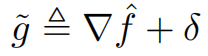 g̃ ≜ ∇f̂ + δ